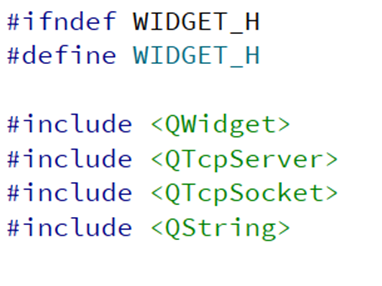 #ifndef WIDGET_H
#define WIDGET_H
#include <QWidget>
#include <QTcpServer>
#include <QTcpSocket>
#include <QString>